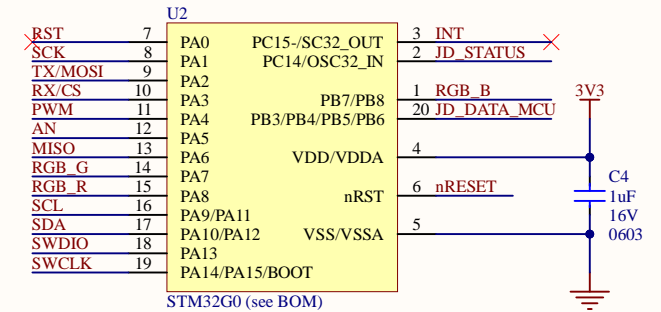 U2
RST 7 PA0 PC15-/SC32_OUT 3 INT
SCK 8 PA1 PC14/OSC32_IN 2 JD_STATUS
TX/MOSI 9 PA2
RX/CS 10 PA3 PB7/PB8 1 RGB_B 3V3
PWM 11 PA4 PB3/PB4/PB5/PB6 20 JD_DATA_MCU
AN 12 PA5
MISO 13 PA6 VDD/VDDA 4
RGB_G 14 PA7 C4
RGB_R 15 PA8 nRST 6 nRESET 1uF
SCL 16 PA9/PA11 16V
SDA 17 PA10/PA12 VSS/VSSA 5 0603
SWDIO 18 PA13
SWCLK 19 PA14/PA15/BOOT
STM32G0 (see BOM)